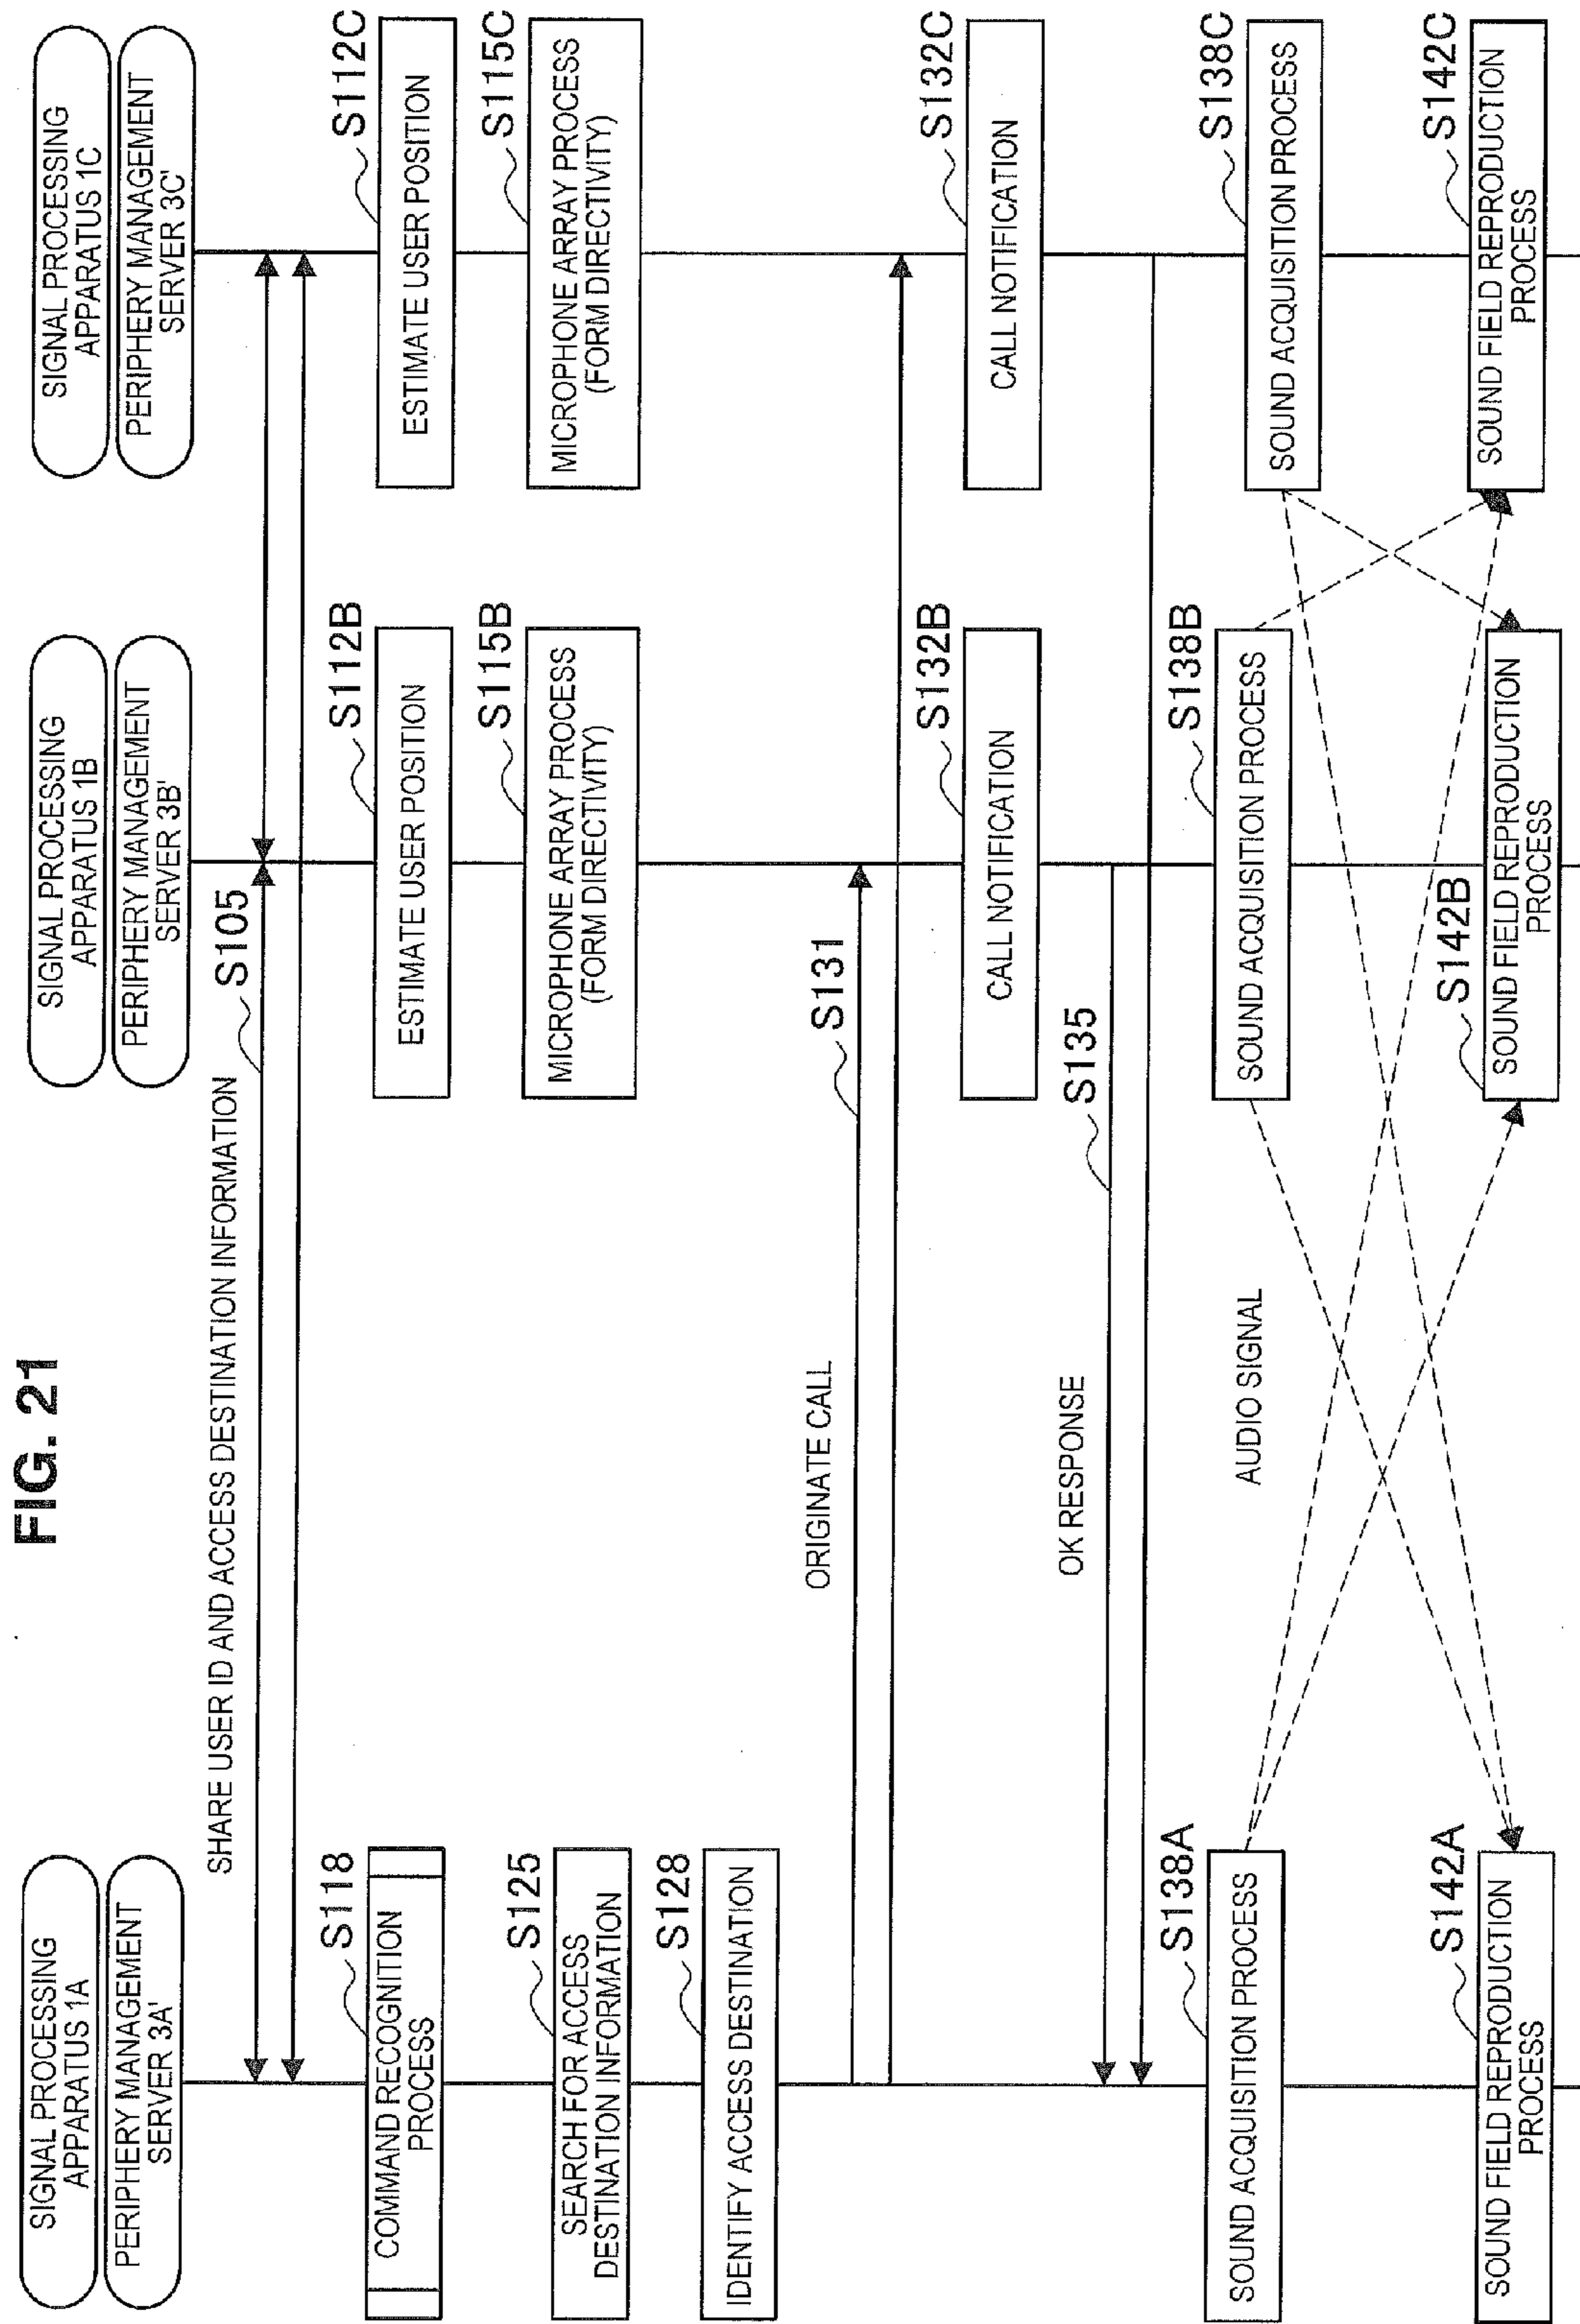 FIG. 21
SIGNAL PROCESSING
APPARATUS 1A
PERIPHERY MANAGEMENT
SERVER 3A'
SIGNAL PROCESSING
APPARATUS 1B
PERIPHERY MANAGEMENT
SERVER 3B'
SIGNAL PROCESSING
APPARATUS 1C
PERIPHERY MANAGEMENT
SERVER 3C'
SHARE USER ID AND ACCESS DESTINATION INFORMATION
S105
S118
COMMAND RECOGNITION
PROCESS
S112B
ESTIMATE USER POSITION
S112C
ESTIMATE USER POSITION
S125
SEARCH FOR ACCESS
DESTINATION INFORMATION
S115B
MICROPHONE ARRAY PROCESS
(FORM DIRECTIVITY)
S115C
MICROPHONE ARRAY PROCESS
(FORM DIRECTIVITY)
S128
IDENTIFY ACCESS DESTINATION
ORIGINATE CALL
S131
S132B
CALL NOTIFICATION
S132C
CALL NOTIFICATION
OK RESPONSE
S135
S138A
SOUND ACQUISITION PROCESS
S138B
SOUND ACQUISITION PROCESS
S138C
SOUND ACQUISITION PROCESS
AUDIO SIGNAL
S142A
SOUND FIELD REPRODUCTION
PROCESS
S142B
SOUND FIELD REPRODUCTION
PROCESS
S142C
SOUND FIELD REPRODUCTION
PROCESS